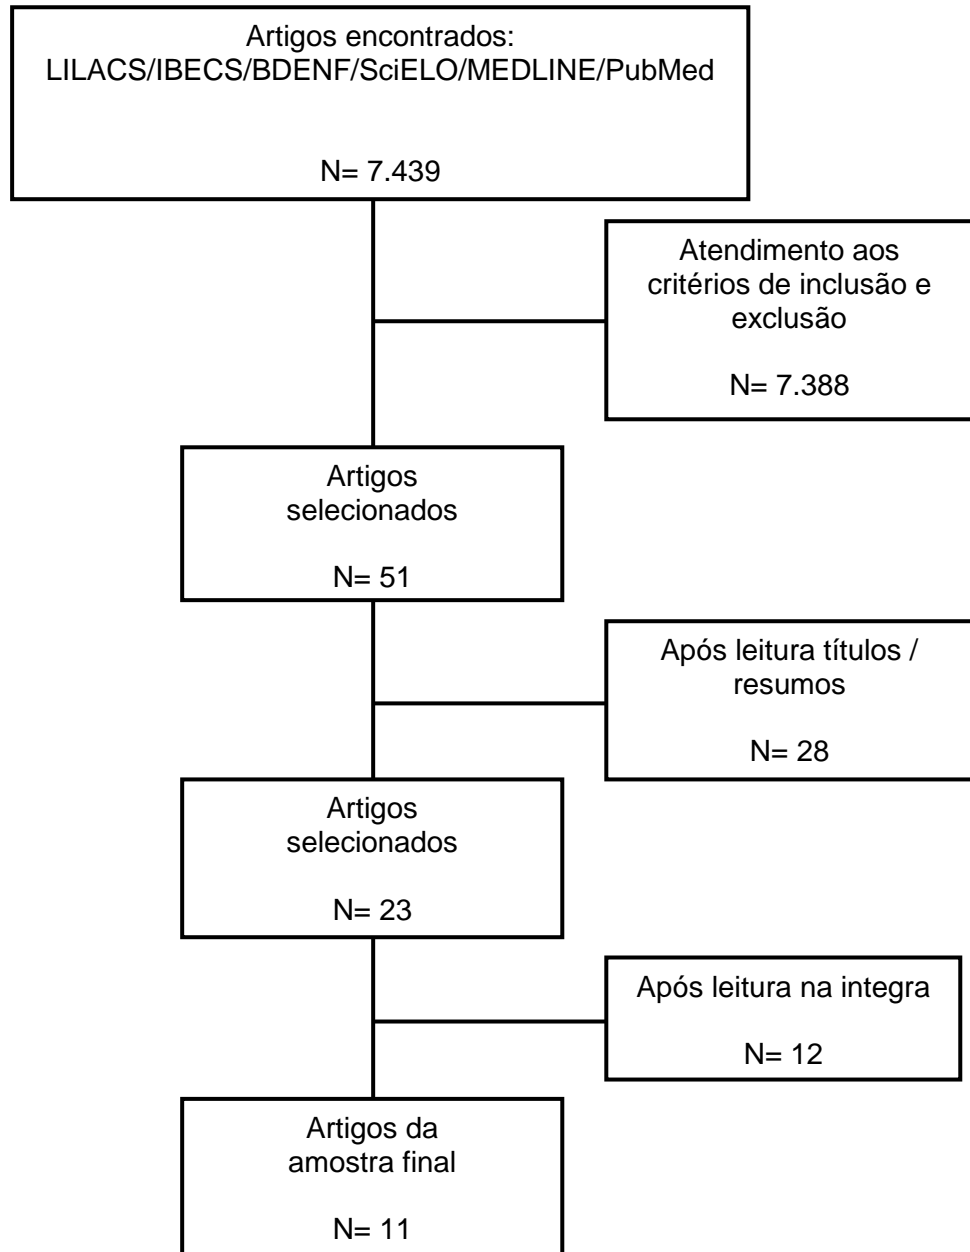 Artigos encontrados:
LILACS/IBECS/BDENF/SciELO/MEDLINE/PubMed
N= 7.439
Atendimento aos
critérios de inclusão e
exclusão
N= 7.388
Artigos
selecionados
N= 51
Após leitura títulos /
resumos
N= 28
Artigos
selecionados
N= 23
Após leitura na integra
N= 12
Artigos da
amostra final
N= 11